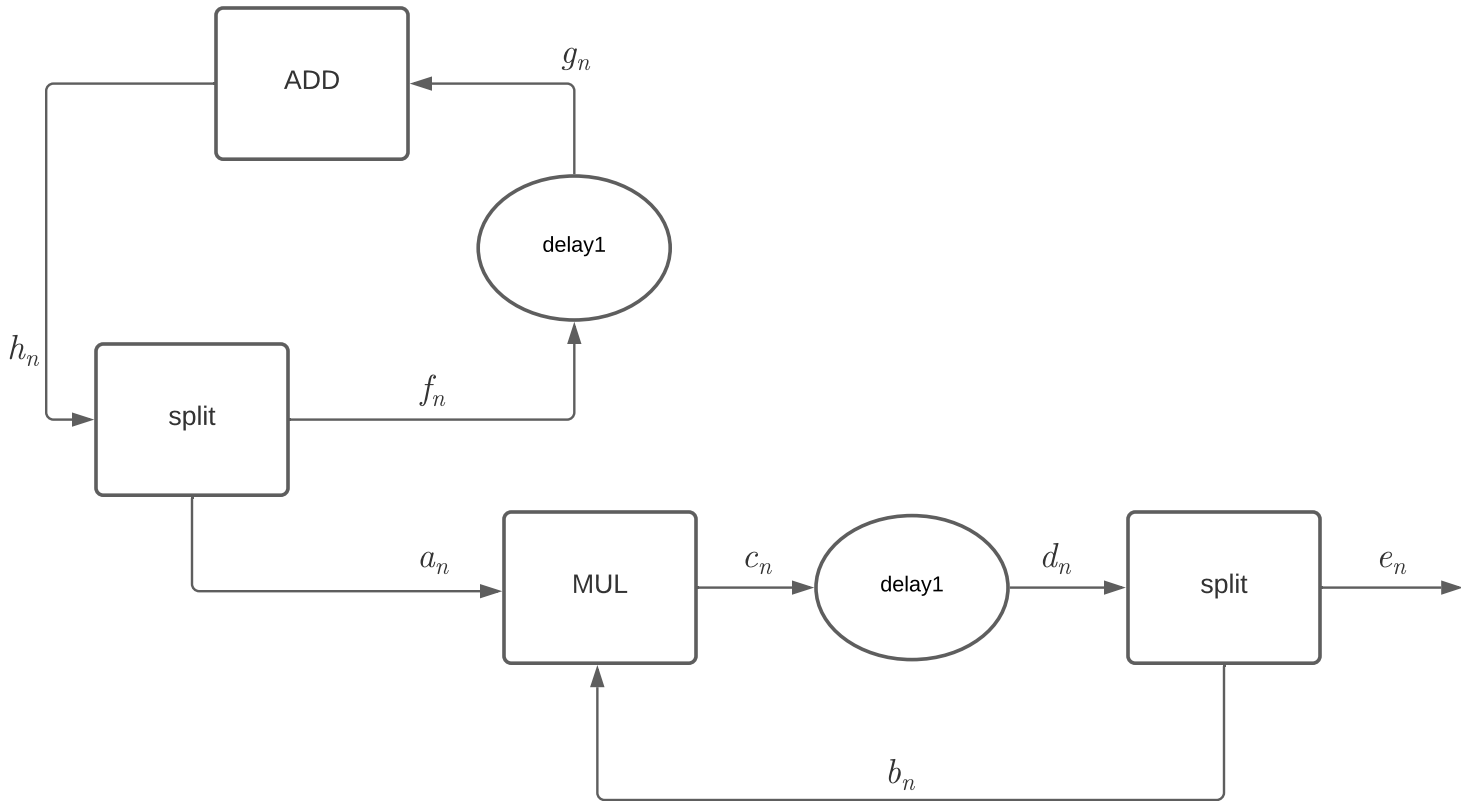 g_n
ADD
delay1
h_n
f_n
split
a_n
c_n
d_n
e_n
MUL
delay1
split
b_n